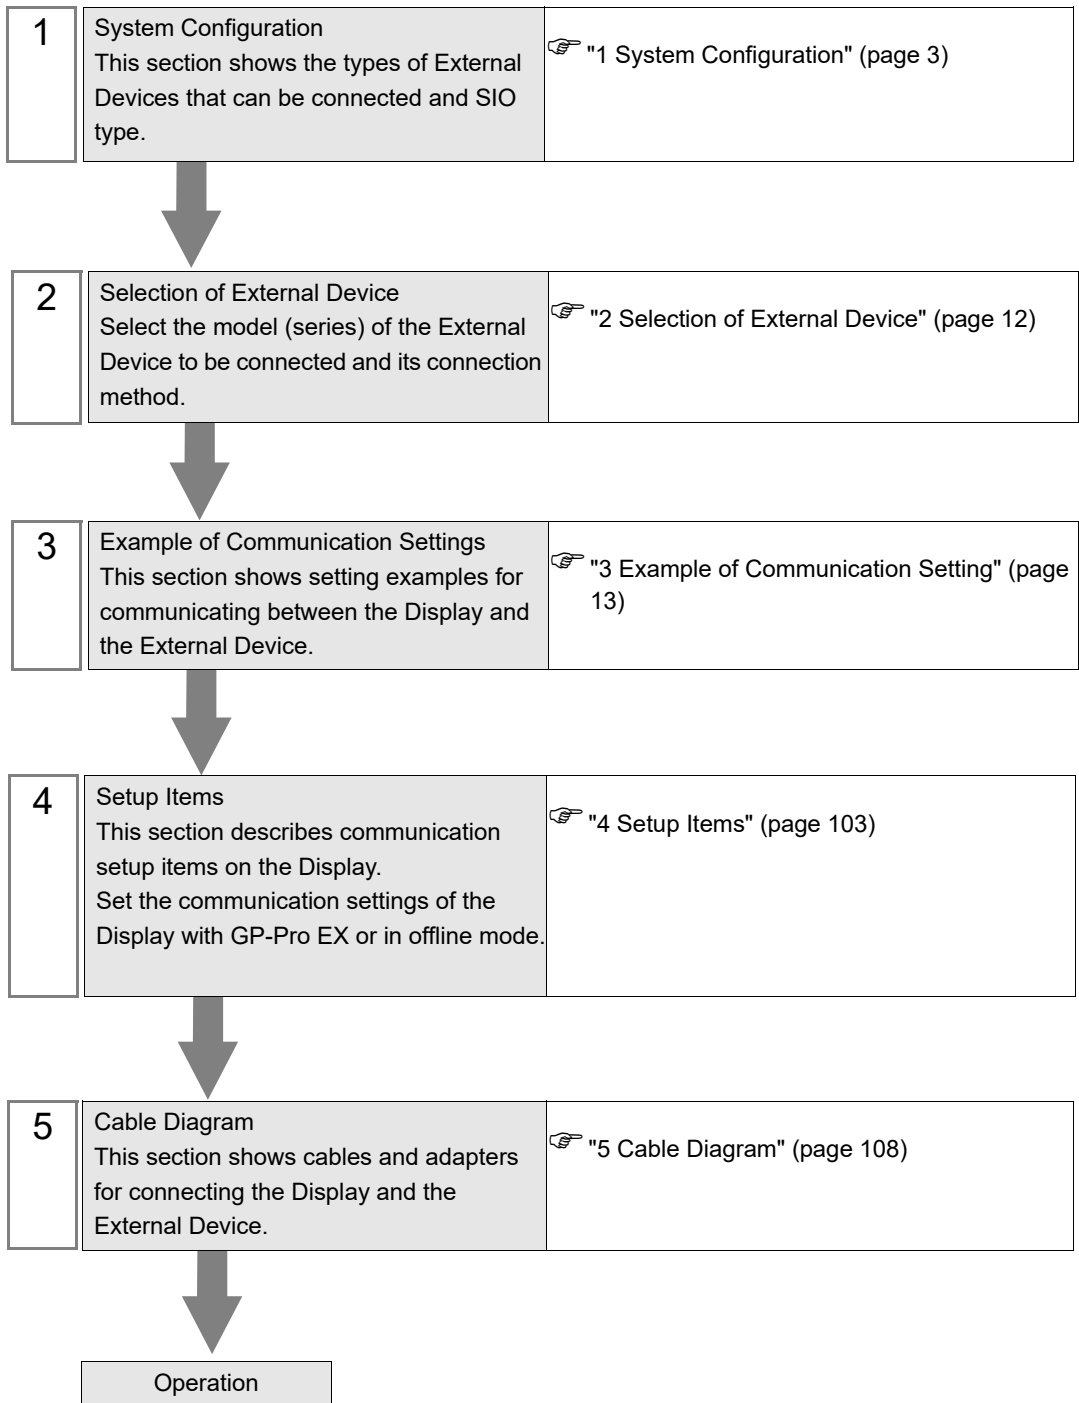 1
System Configuration
This section shows the types of External
Devices that can be connected and SIO
type.
"1 System Configuration" (page 3)
2
Selection of External Device
Select the model (series) of the External
Device to be connected and its connection
method.
"2 Selection of External Device" (page 12)
3
Example of Communication Settings
This section shows setting examples for
communicating between the Display and
the External Device.
"3 Example of Communication Setting" (page
13)
4
Setup Items
This section describes communication
setup items on the Display.
Set the communication settings of the
Display with GP-Pro EX or in offline mode.
"4 Setup Items" (page 103)
5
Cable Diagram
This section shows cables and adapters
for connecting the Display and the
External Device.
"5 Cable Diagram" (page 108)
Operation